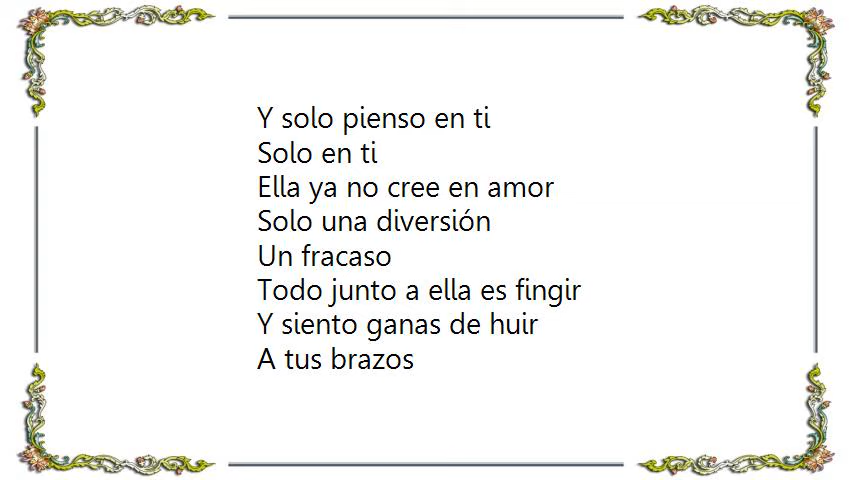 Y solo pienso en ti
Solo en ti
Ella ya no cree en amor
Solo una diversión
Un fracaso
Todo junto a ella es fingir
Y siento ganas de huir
A tus brazos